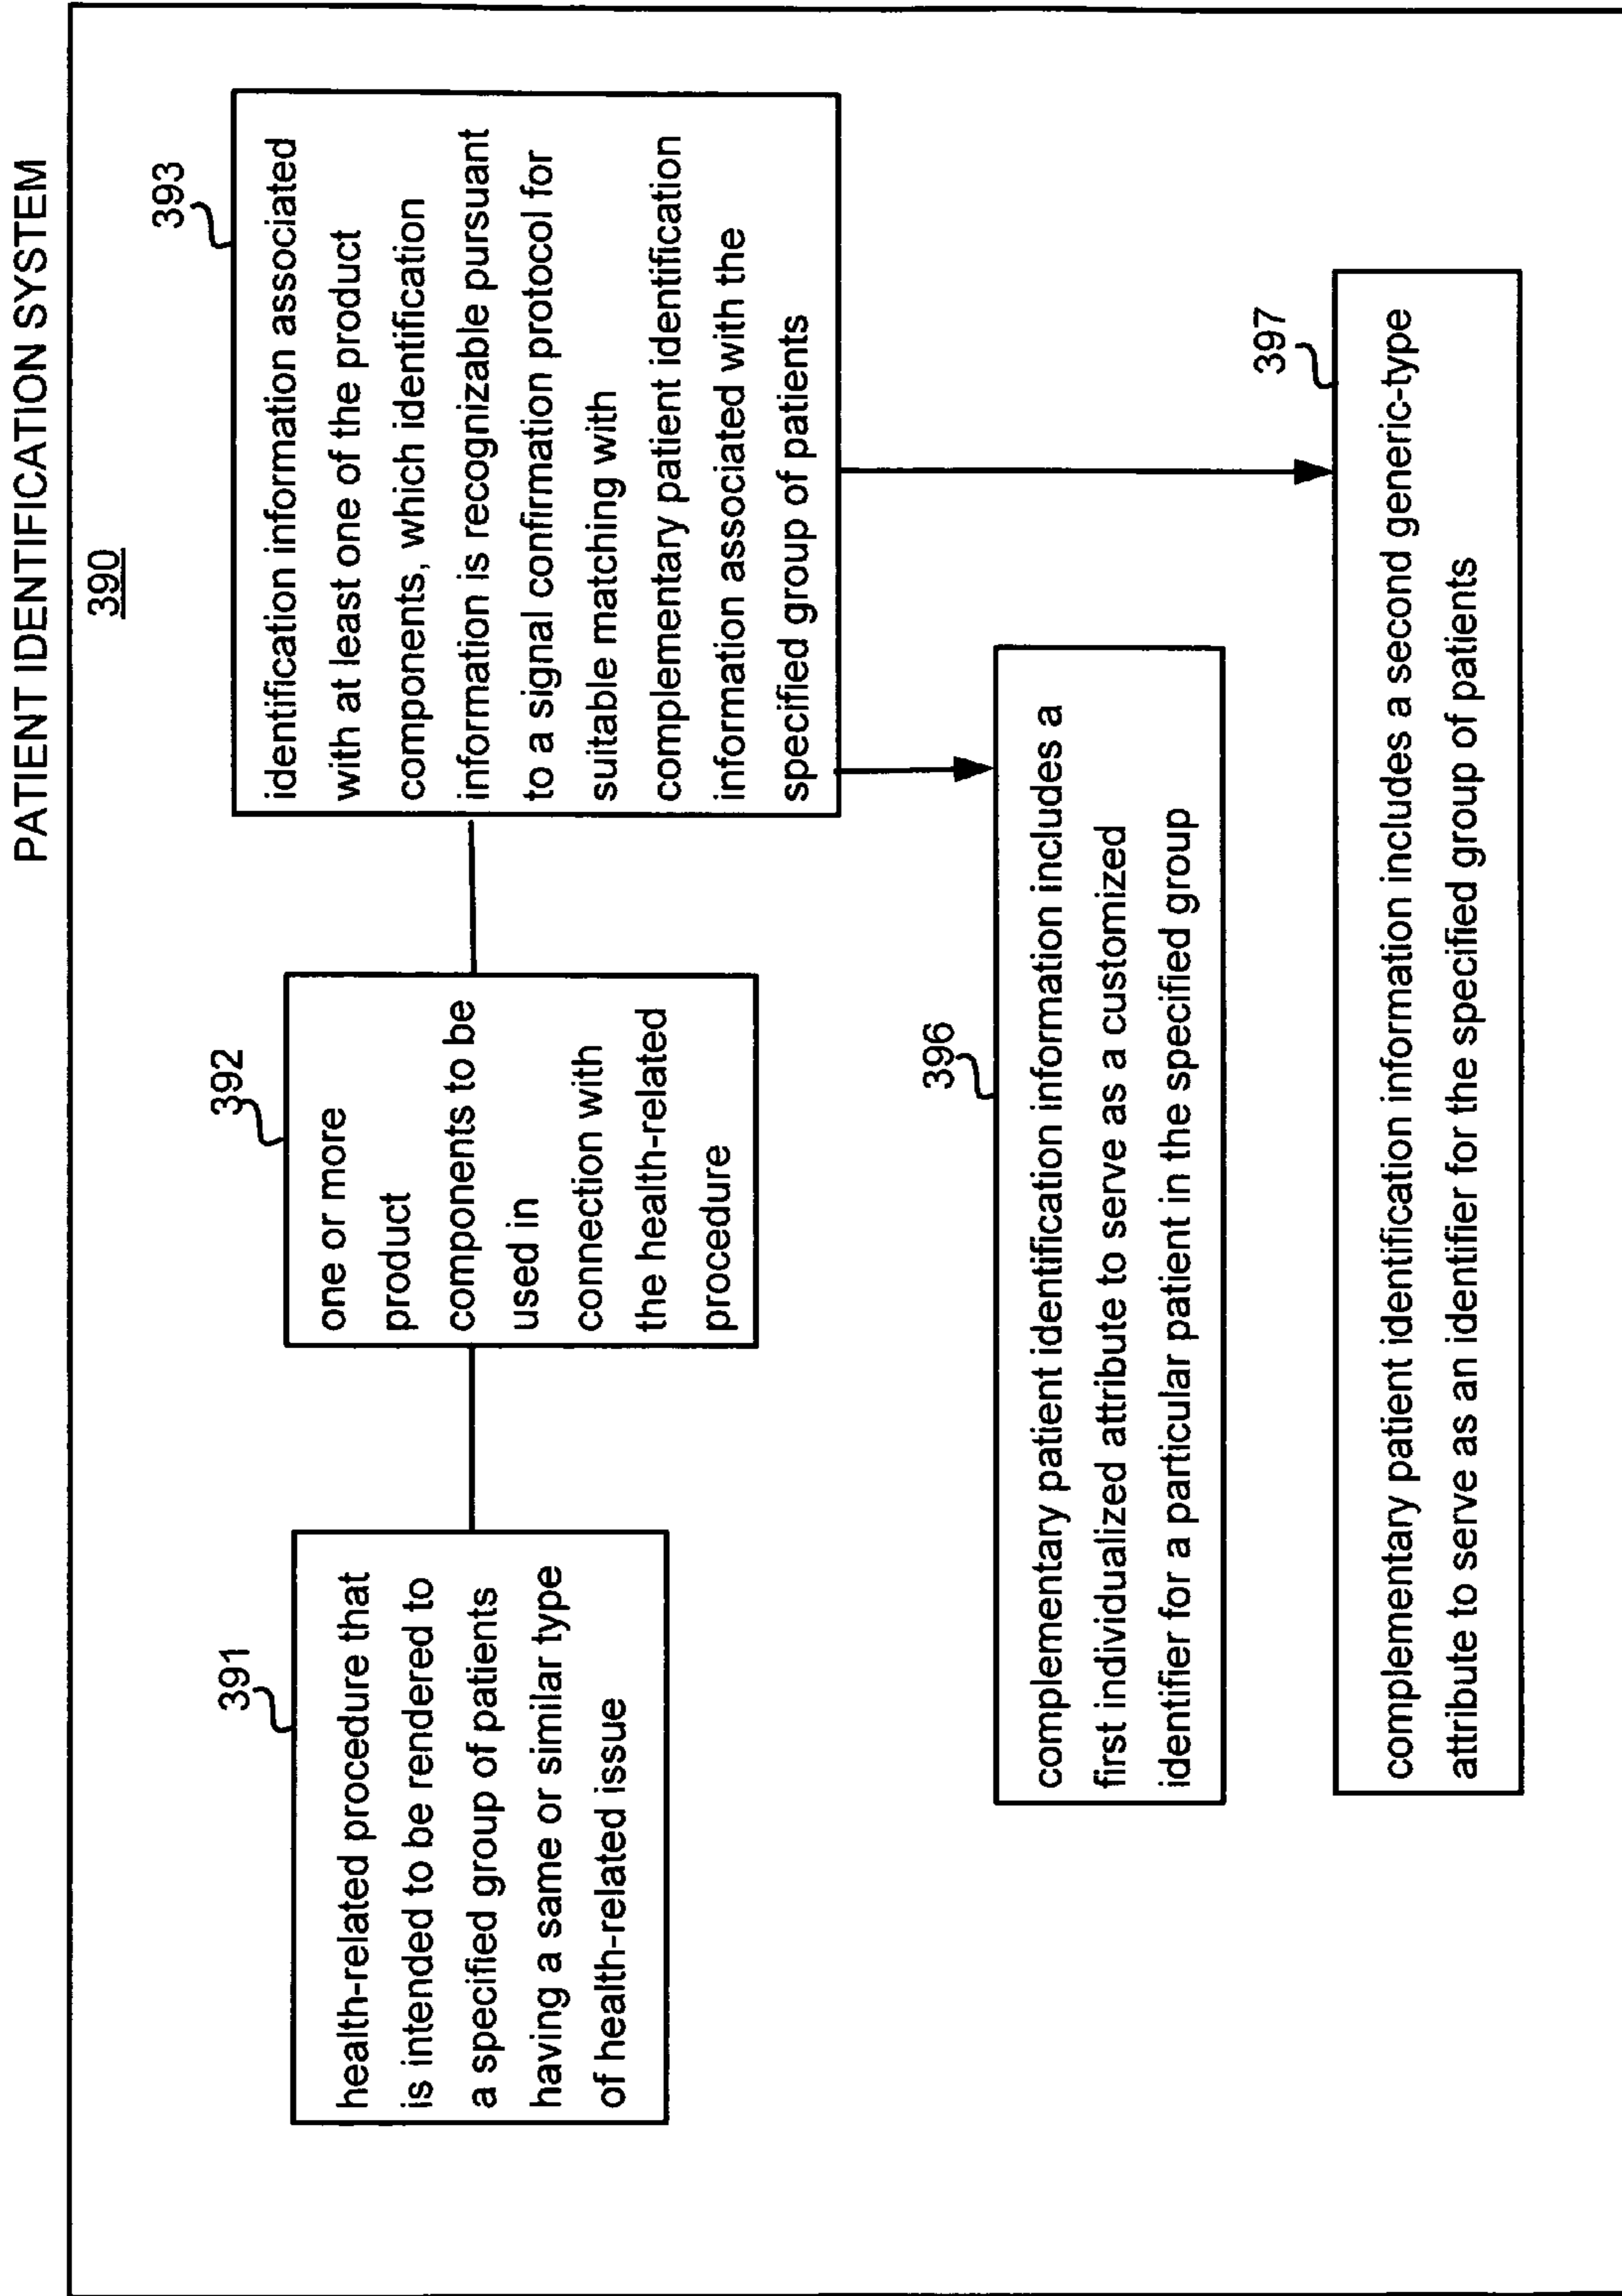 PATIENT IDENTIFICATION SYSTEM
390
391
health-related procedure that
is intended to be rendered to
a specified group of patients
having a same or similar type
of health-related issue
392
one or more
product
components to be
used in
connection with
the health-related
procedure
393
identification information associated
with at least one of the product
components, which identification
information is recognizable pursuant
to a signal confirmation protocol for
suitable matching with
complementary patient identification
information associated with the
specified group of patients
396
complementary patient identification information includes a
first individualized attribute to serve as a customized
identifier for a particular patient in the specified group
397
complementary patient identification information includes a second generic-type
attribute to serve as an identifier for the specified group of patients